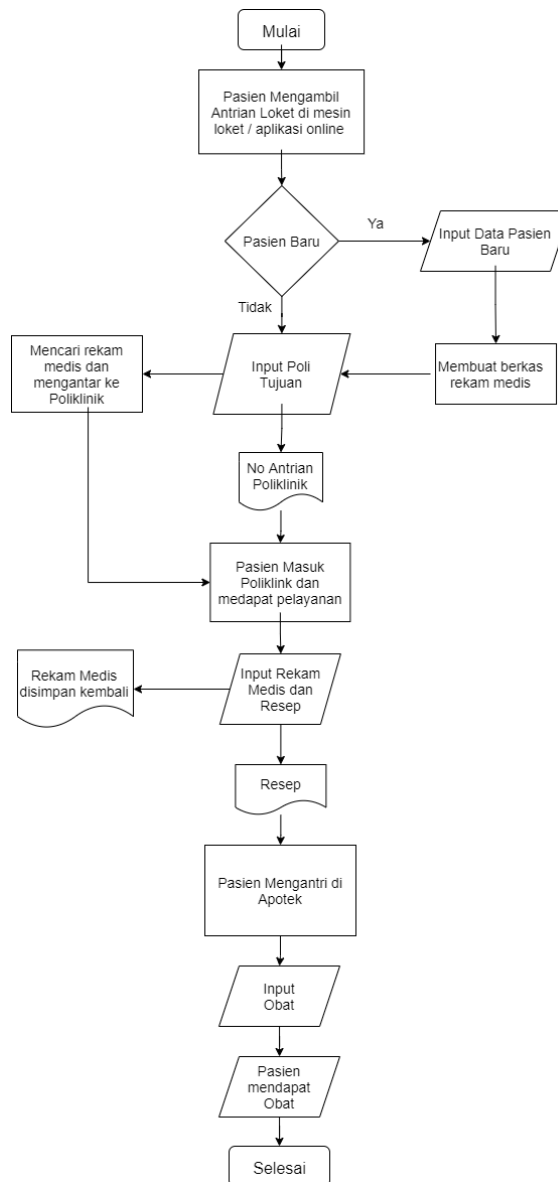 Mulai
Pasien Mengambil
Antrian Loket di mesin
loket / aplikasi online
Pasien Baru
Ya
Input Data Pasien
Baru
Tidak
Mencari rekam
medis dan
mengantar ke
Poliklinik
Input Poli
Tujuan
Membuat berkas
rekam medis
No Antrian
Poliklinik
Pasien Masuk
Poliklink dan
medapat pelayanan
Rekam Medis
disimpan kembali
Input Rekam
Medis dan
Resep
Resep
Pasien Mengantri di
Apotek
Input
Obat
Pasien
mendapat
Obat
Selesai